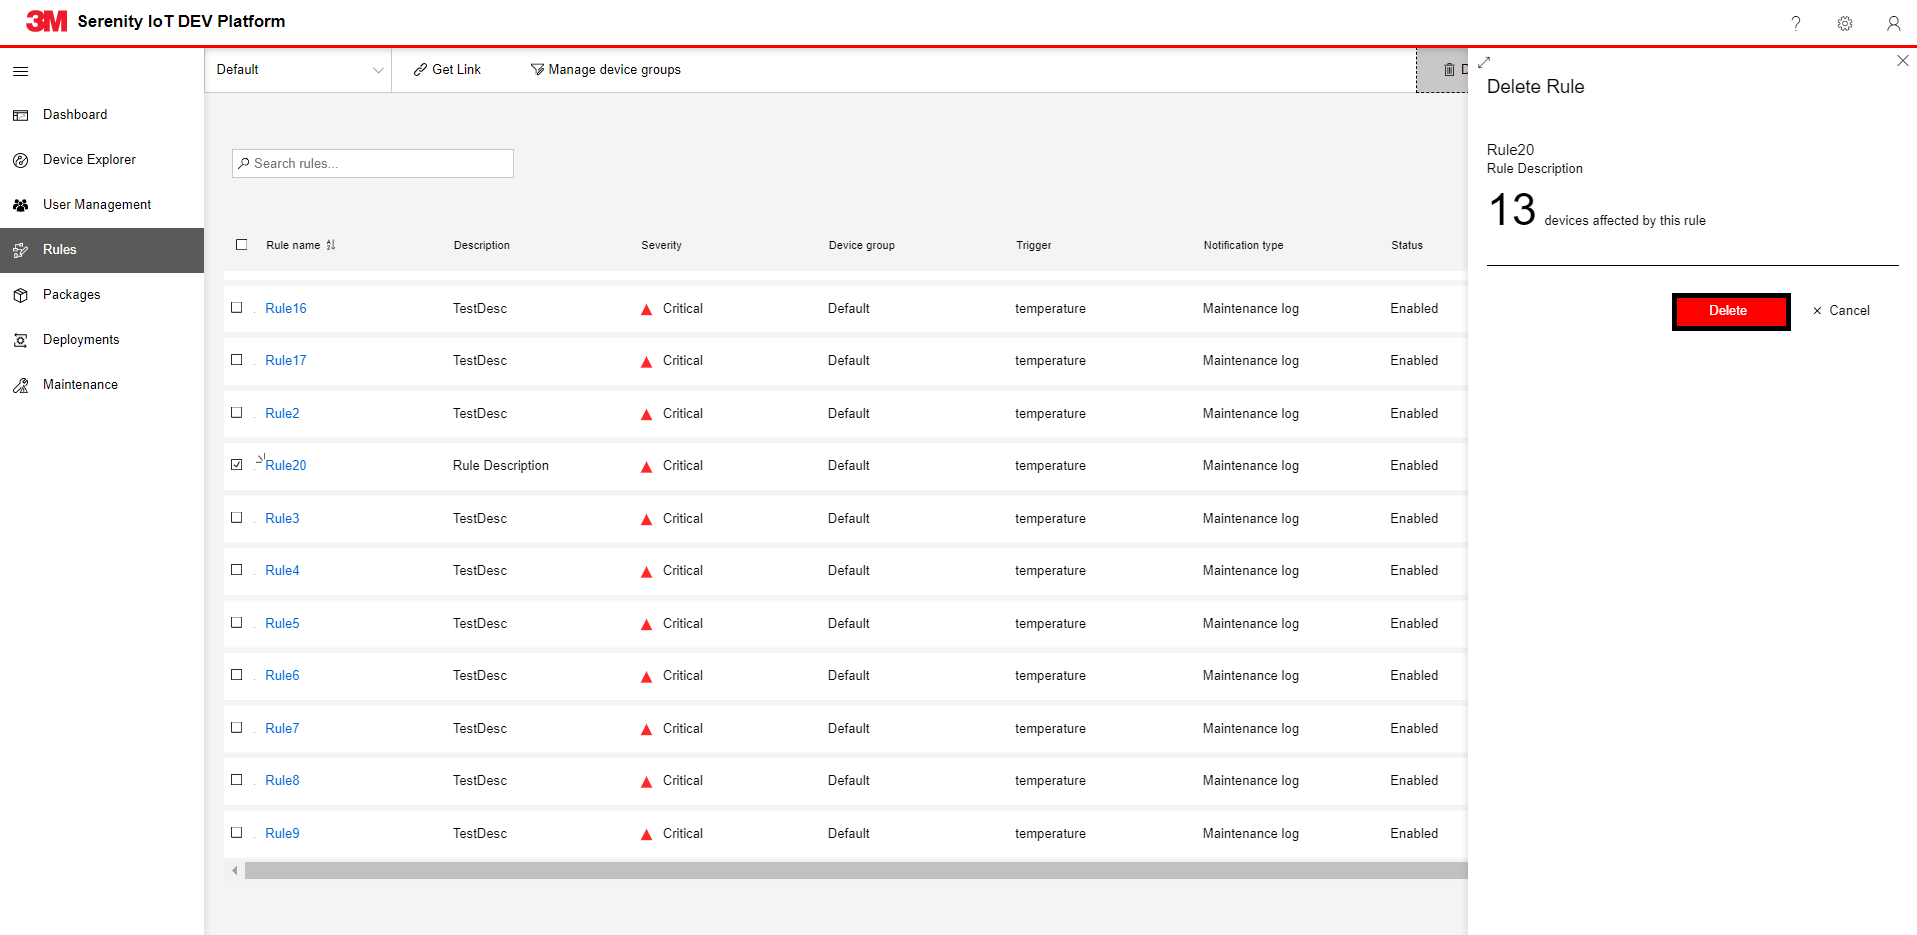 3M Serenity IoT DEV Platform
?
Default
Get Link
Manage device groups
D
Dashboard
Device Explorer
User Management
Rules
Packages
Deployments
Maintenance
Search rules...
Rule name Description Severity Device group Trigger Notification type Status
Rule16 TestDesc Critical Default temperature Maintenance log Enabled
Rule17 TestDesc Critical Default temperature Maintenance log Enabled
Rule2 TestDesc Critical Default temperature Maintenance log Enabled
Rule20 Rule Description Critical Default temperature Maintenance log Enabled
Rule3 TestDesc Critical Default temperature Maintenance log Enabled
Rule4 TestDesc Critical Default temperature Maintenance log Enabled
Rule5 TestDesc Critical Default temperature Maintenance log Enabled
Rule6 TestDesc Critical Default temperature Maintenance log Enabled
Rule7 TestDesc Critical Default temperature Maintenance log Enabled
Rule8 TestDesc Critical Default temperature Maintenance log Enabled
Rule9 TestDesc Critical Default temperature Maintenance log Enabled
Delete Rule
Rule20
Rule Description
13 devices affected by this rule
Delete
Cancel